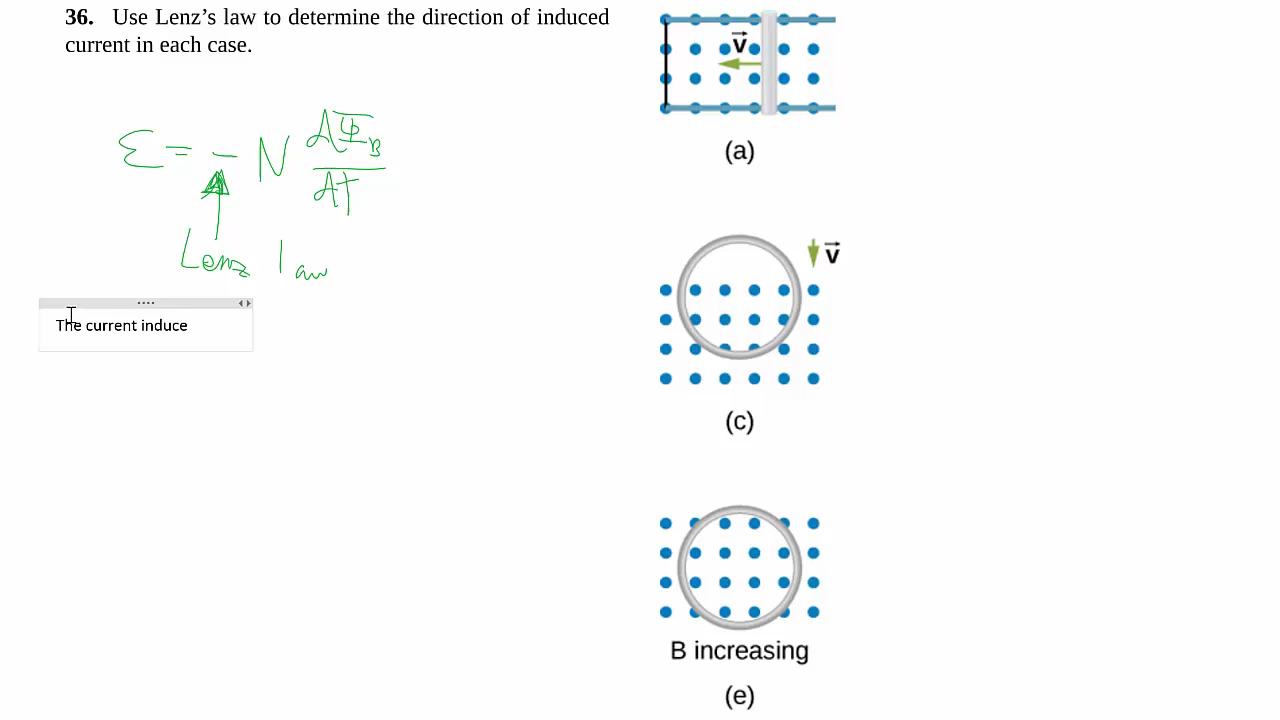 36. Use Lenz’s law to determine the direction of induced
current in each case.
ε = - N ΔΦB
Δt
Lenz law
The current induce
v
(a)
v
(c)
B increasing
(e)